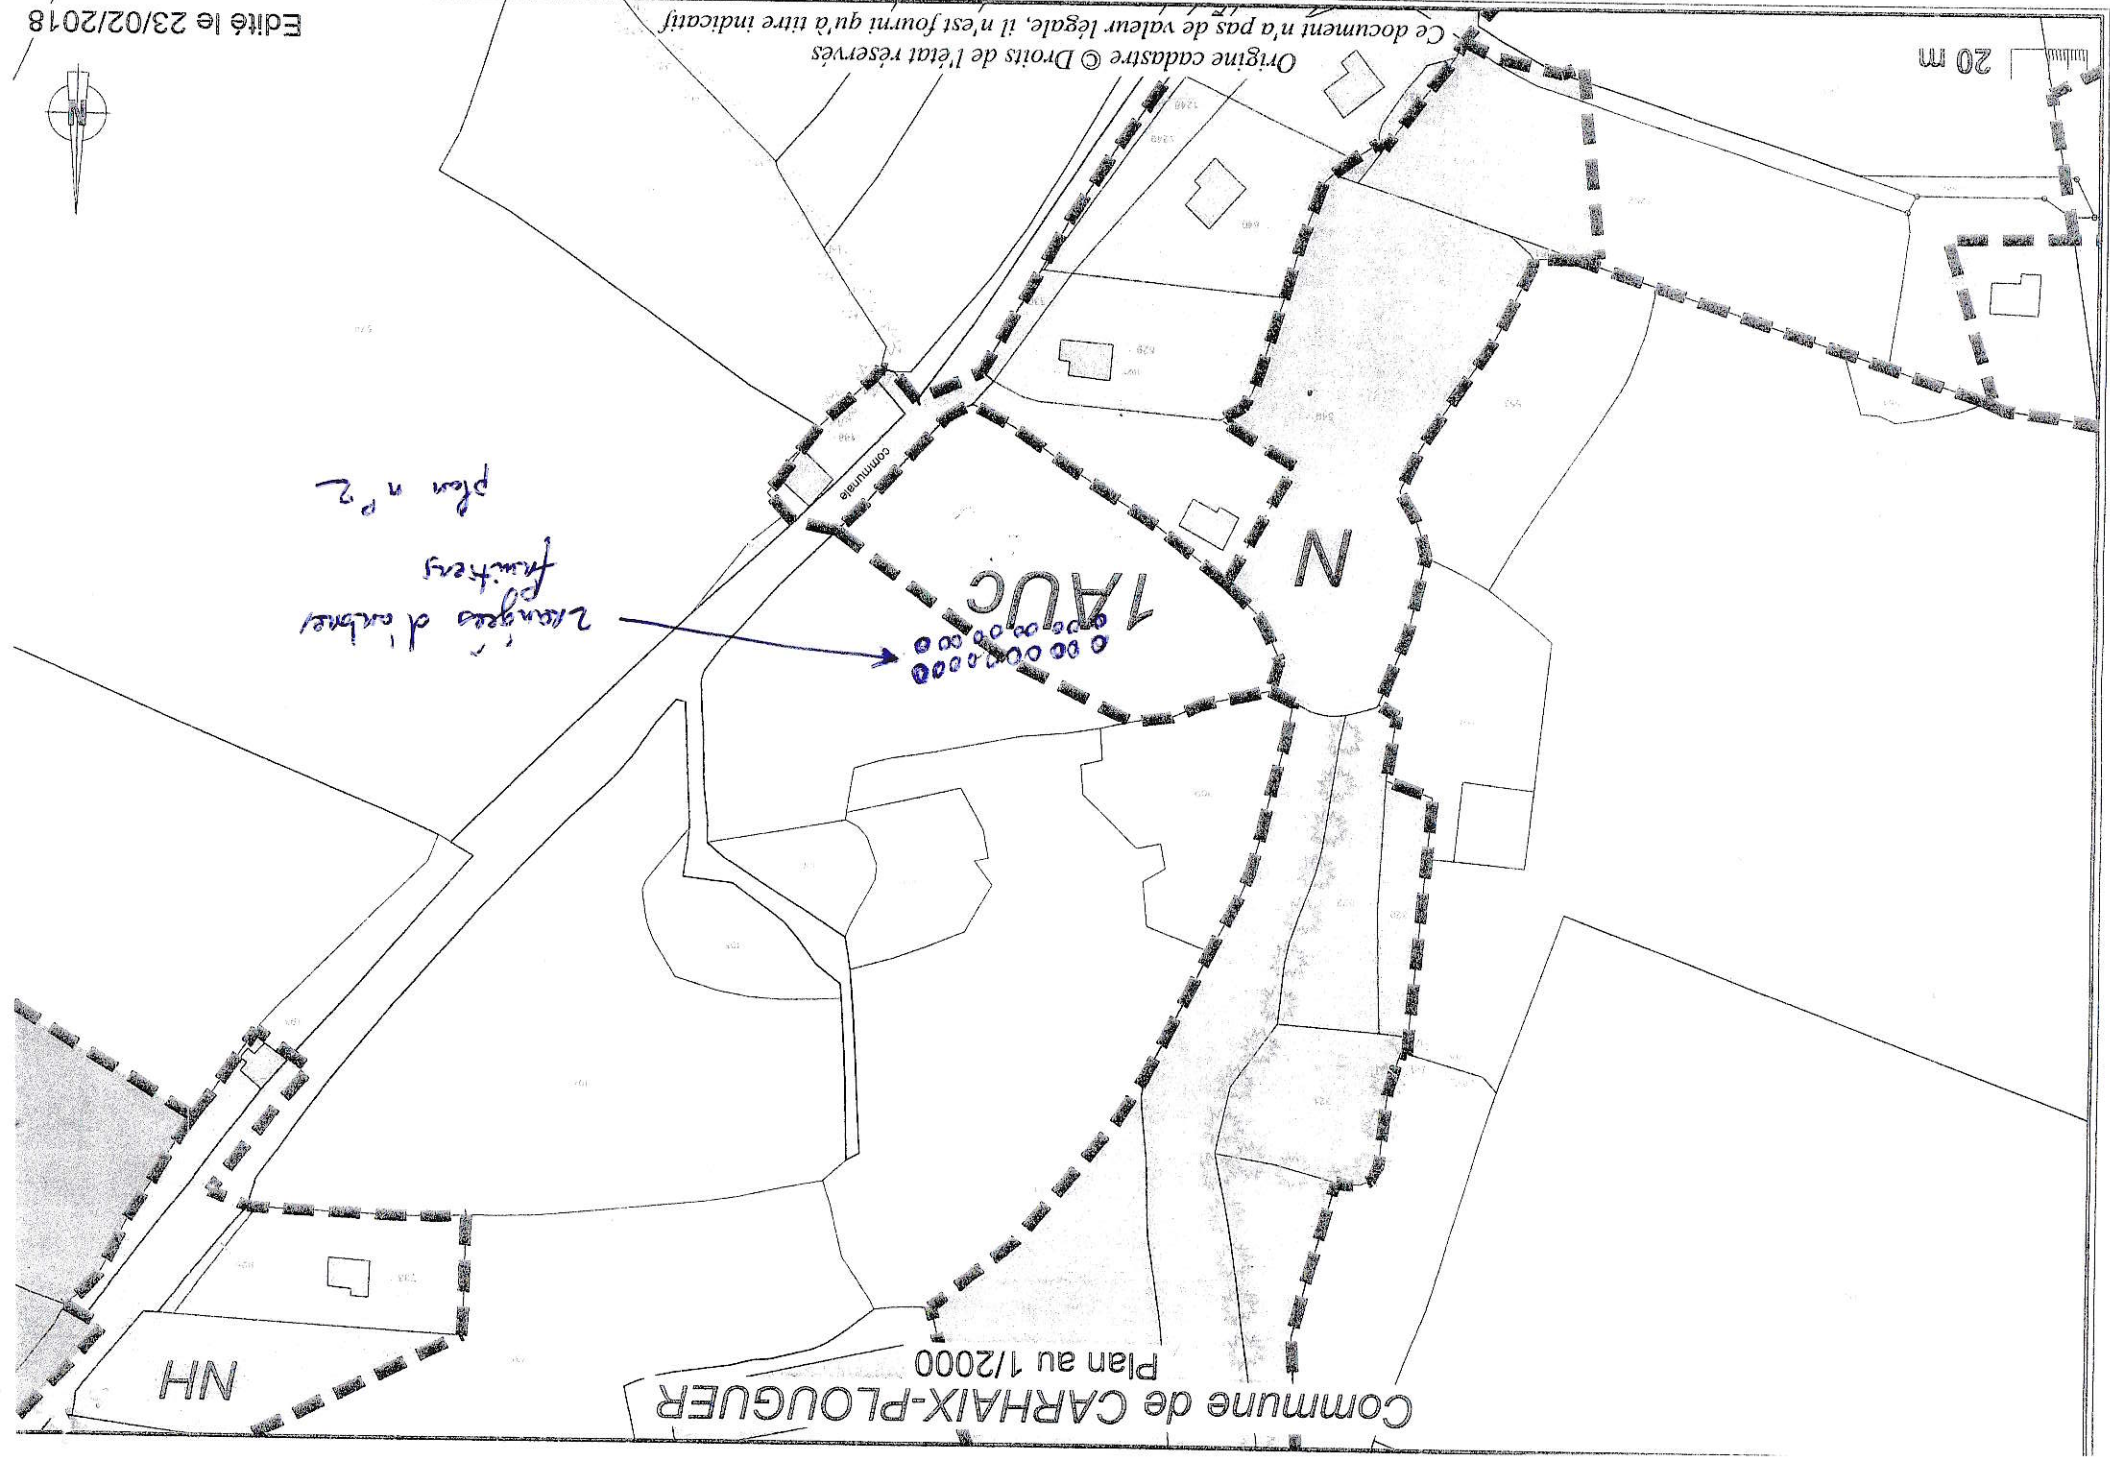 Commune de CARHAIX-PLOUGUER
Plan au 1/2000
NH
2 rangées d'arbres
fruitiers
plan n°2
1AUc
N
communale
20 m
Origine cadastre © Droits de l'état réservés
Ce document n'a pas de valeur légale, il n'est fourni qu'à titre indicatif
Edité le 23/02/2018
N